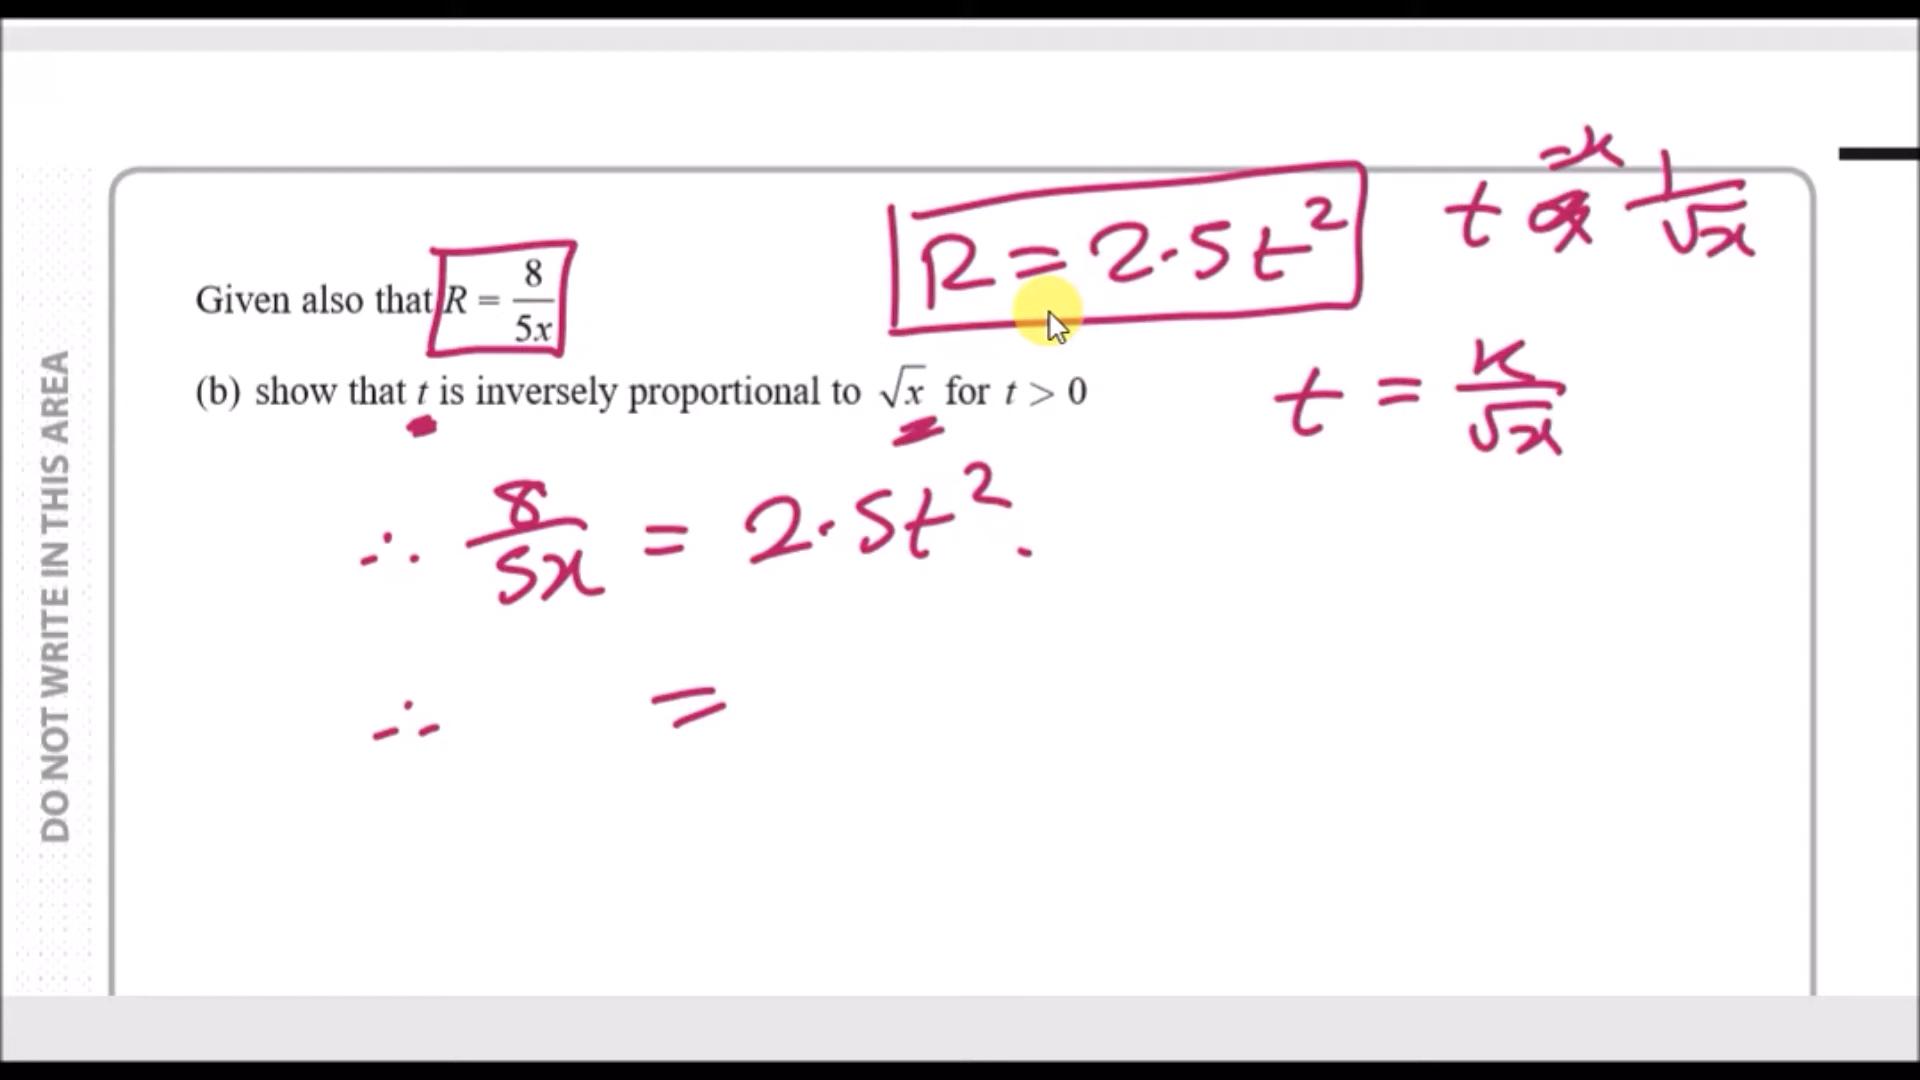 DO NOT WRITE IN THIS AREA
R = 2.5t²
t = k 1/√x
Given also that R = 8/5x
t = k/√x
(b) show that t is inversely proportional to √x for t > 0
∴ 8/5x = 2.5t².
∴ =